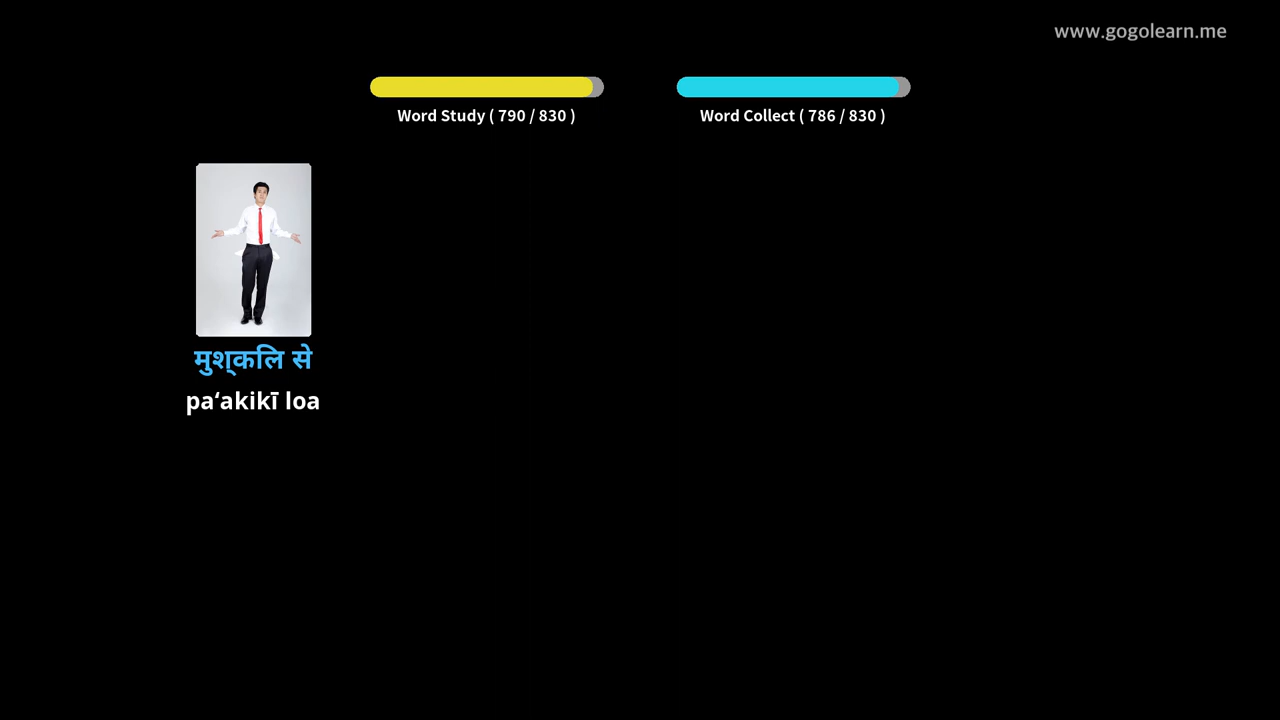 www.gogolearn.me
Word Study ( 790 / 830 )
Word Collect ( 786 / 830 )
मुश्कलि से
paʻakikī loa